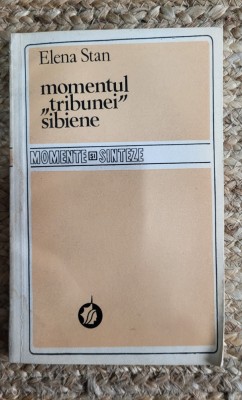 Elena Stan
momentul
„tribunei”
sibiene
MOMENTE ȘI SINTEZE